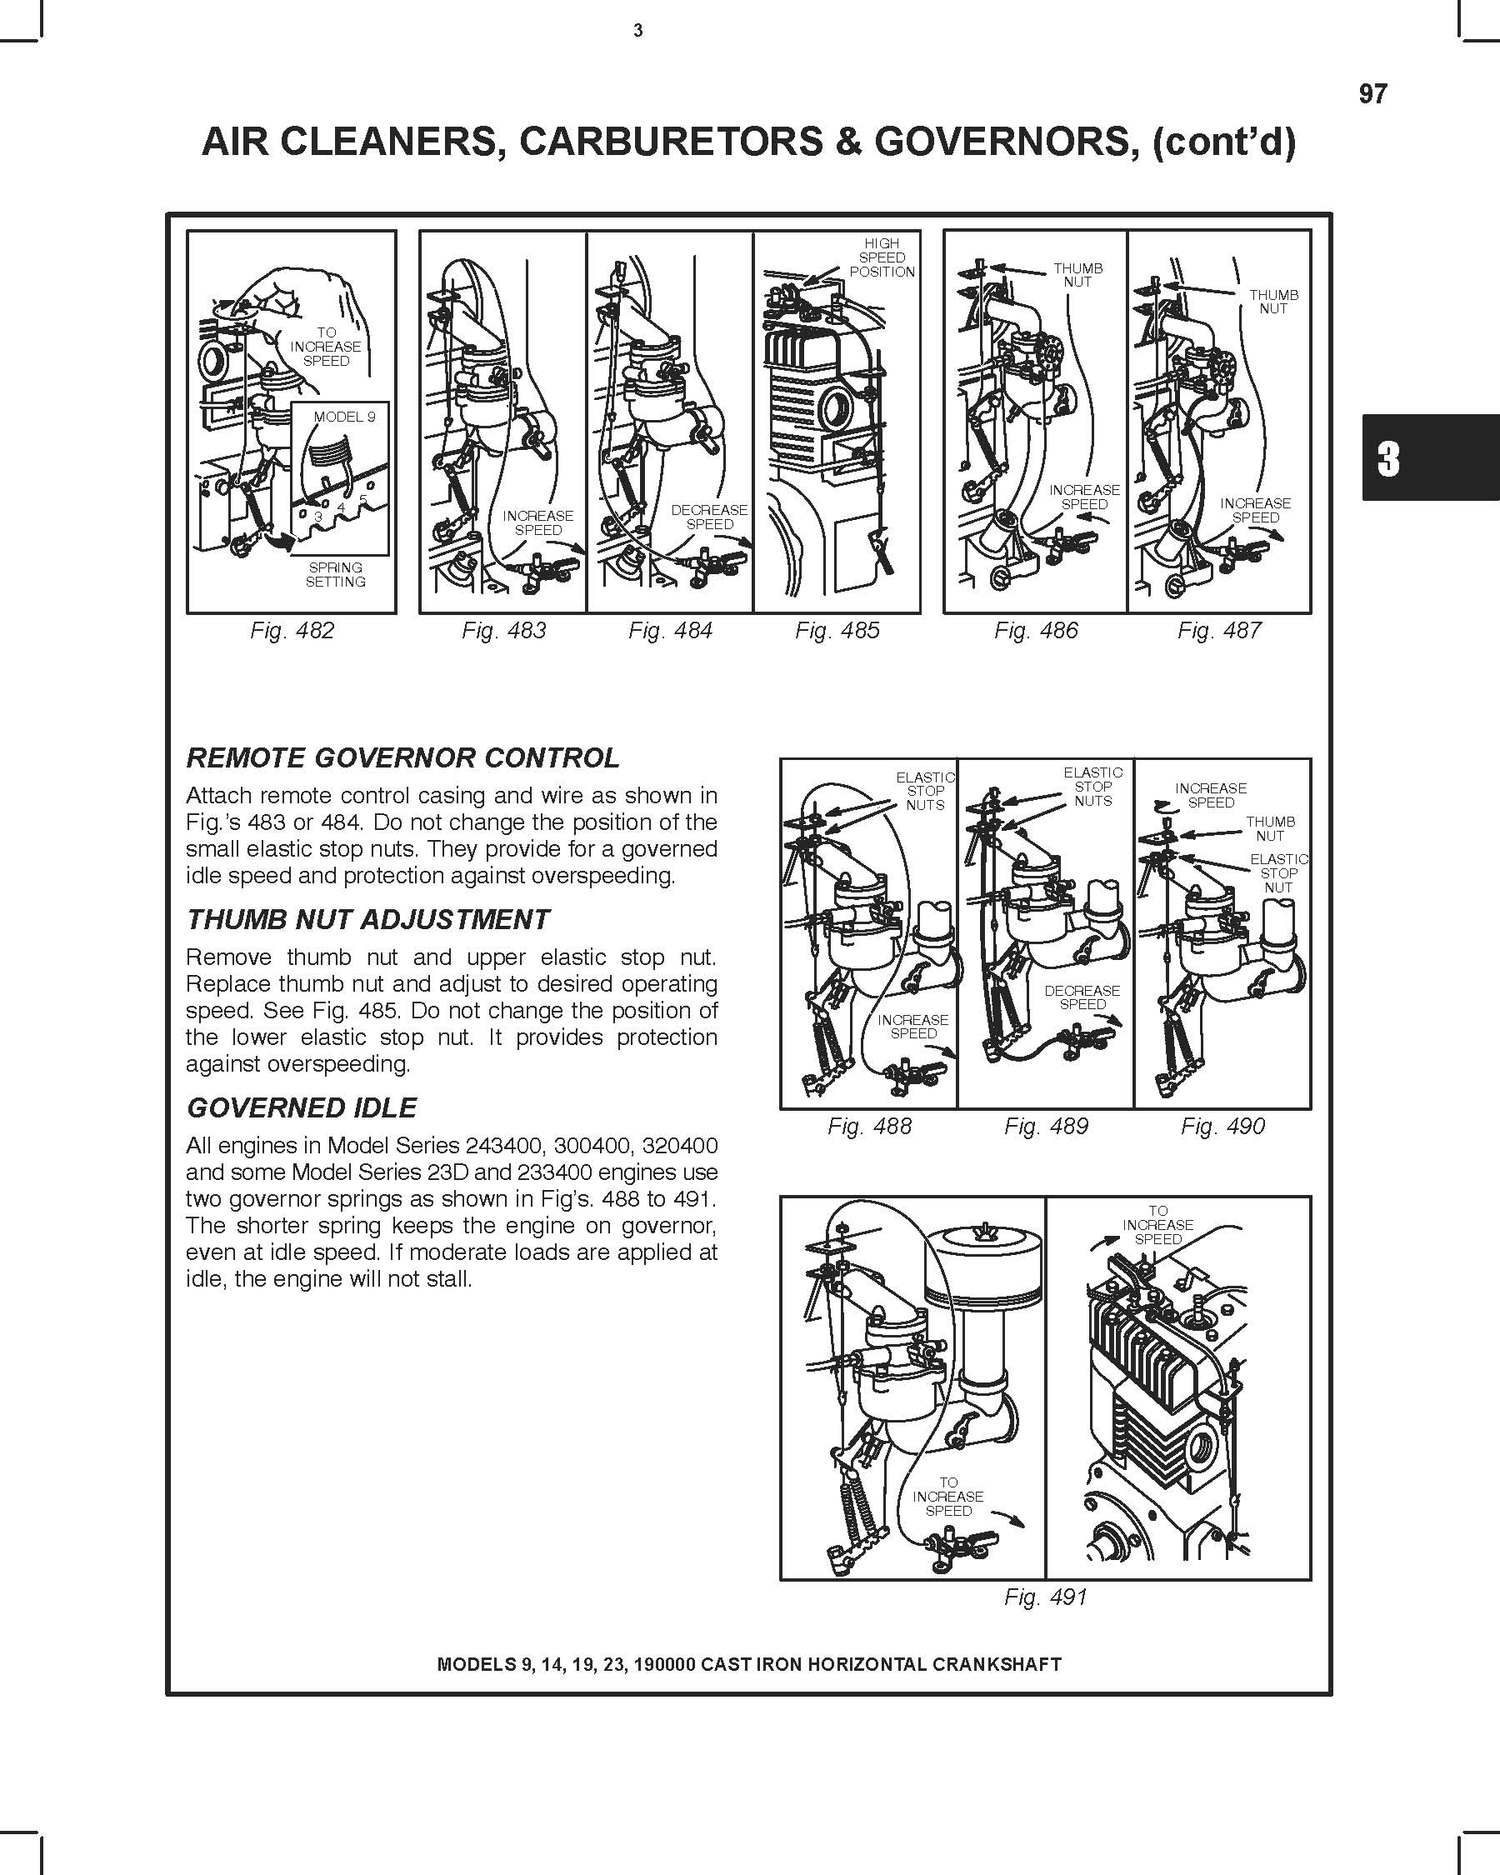 3
97
AIR CLEANERS, CARBURETORS & GOVERNORS, (cont’d)
TO
INCREASE
SPEED
MODEL 9
3
4
5
SPRING
SETTING
Fig. 482
INCREASE
SPEED
Fig. 483
DECREASE
SPEED
Fig. 484
HIGH
SPEED
POSITION
Fig. 485
THUMB
NUT
INCREASE
SPEED
Fig. 486
THUMB
NUT
INCREASE
SPEED
Fig. 487
3
REMOTE GOVERNOR CONTROL
Attach remote control casing and wire as shown in
Fig.’s 483 or 484. Do not change the position of the
small elastic stop nuts. They provide for a governed
idle speed and protection against overspeeding.
THUMB NUT ADJUSTMENT
Remove thumb nut and upper elastic stop nut.
Replace thumb nut and adjust to desired operating
speed. See Fig. 485. Do not change the position of
the lower elastic stop nut. It provides protection
against overspeeding.
GOVERNED IDLE
All engines in Model Series 243400, 300400, 320400
and some Model Series 23D and 233400 engines use
two governor springs as shown in Fig’s. 488 to 491.
The shorter spring keeps the engine on governor,
even at idle speed. If moderate loads are applied at
idle, the engine will not stall.
ELASTIC
STOP
NUTS
INCREASE
SPEED
Fig. 488
ELASTIC
STOP
NUTS
DECREASE
SPEED
Fig. 489
INCREASE
SPEED
THUMB
NUT
ELASTIC
STOP
NUT
Fig. 490
TO
INCREASE
SPEED
TO
INCREASE
SPEED
Fig. 491
MODELS 9, 14, 19, 23, 190000 CAST IRON HORIZONTAL CRANKSHAFT